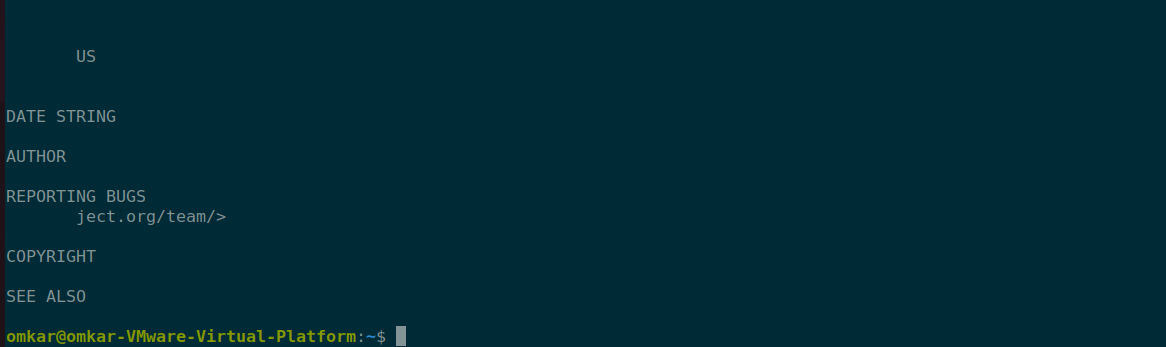 US
DATE STRING
AUTHOR
REPORTING BUGS
ject.org/team/>
COPYRIGHT
SEE ALSO
omkar@omkar-VMware-Virtual-Platform:~$